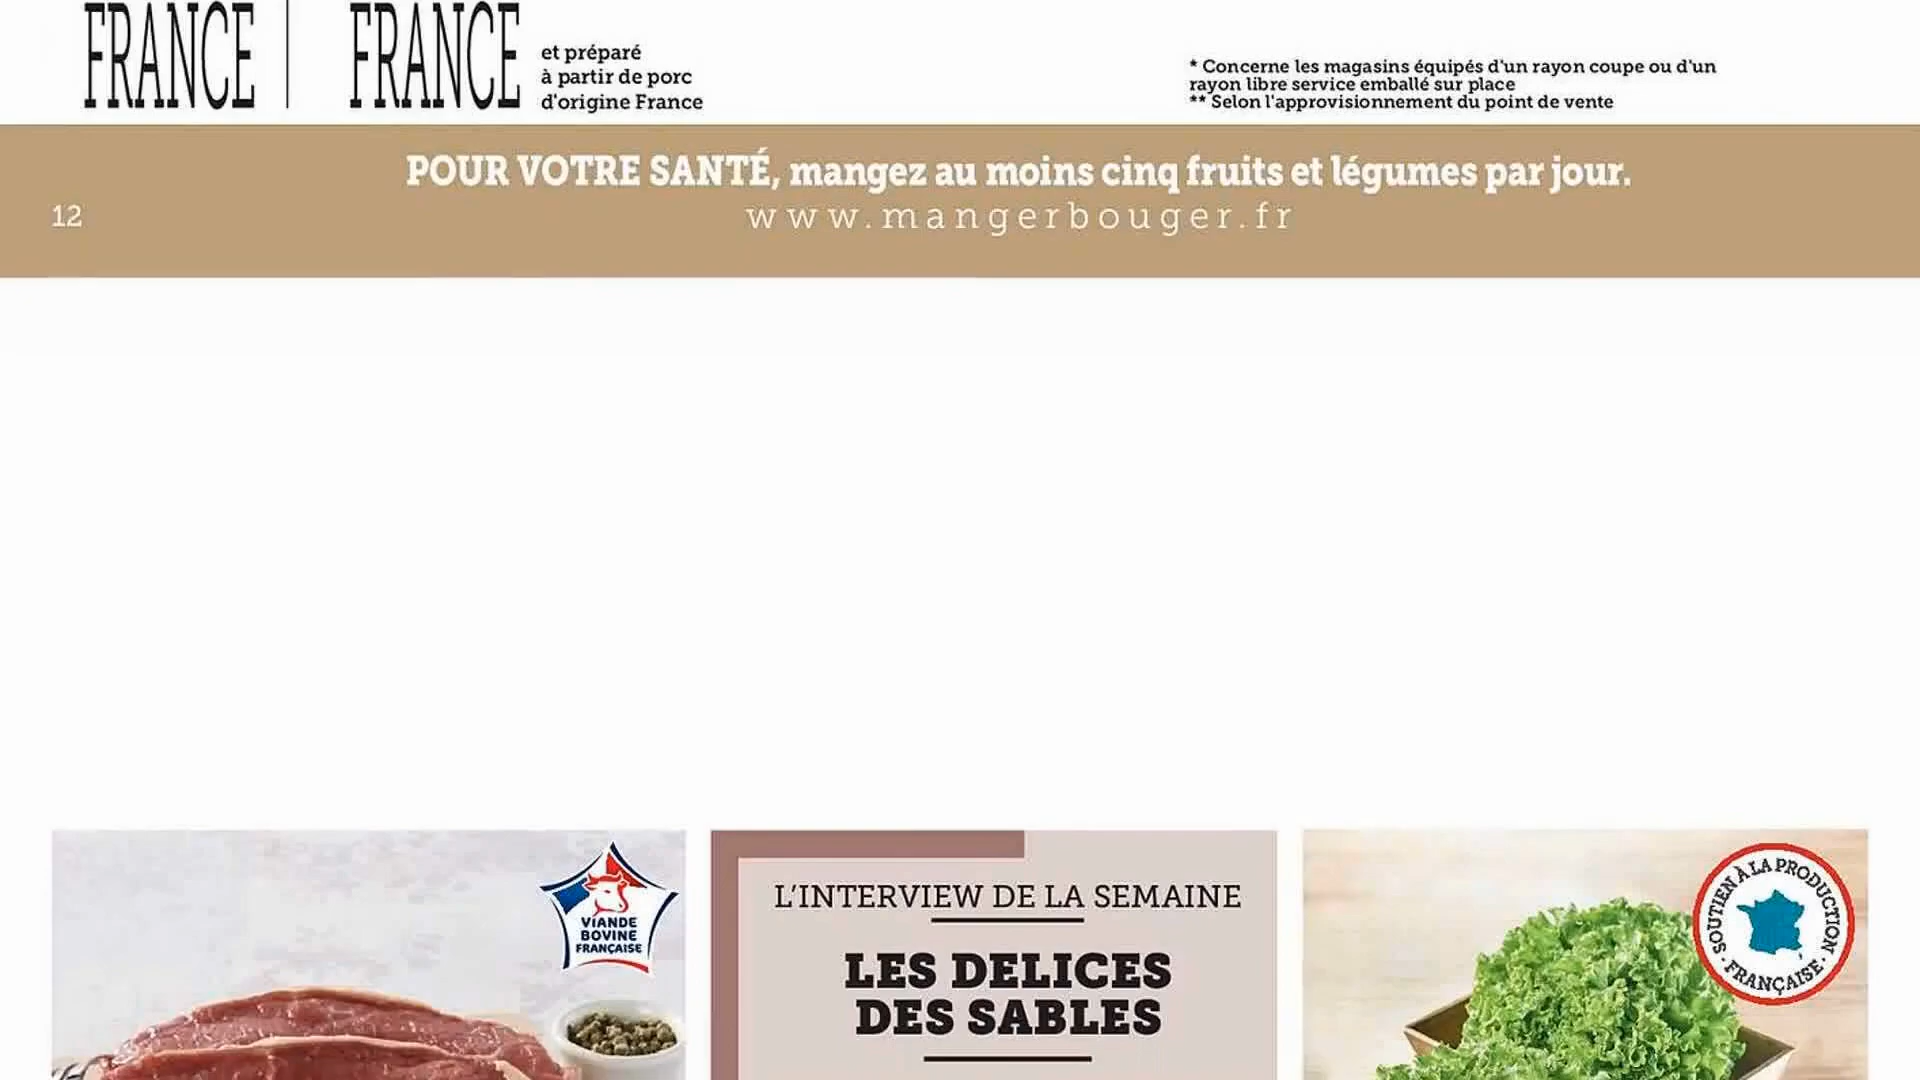 FRANCE
FRANCE
et préparé
à partir de porc
d'origine France
* Concerne les magasins équipés d'un rayon coupe ou d'un
rayon libre service emballé sur place
** Selon l'approvisionnement du point de vente
POUR VOTRE SANTÉ, mangez au moins cinq fruits et légumes par jour.
www.mangerbouger.fr
12
VIANDE
BOVINE
FRANÇAISE
L'INTERVIEW DE LA SEMAINE
LES DELICES
DES SABLES
SOUTIEN À LA PRODUCTION
· FRANÇAISE ·